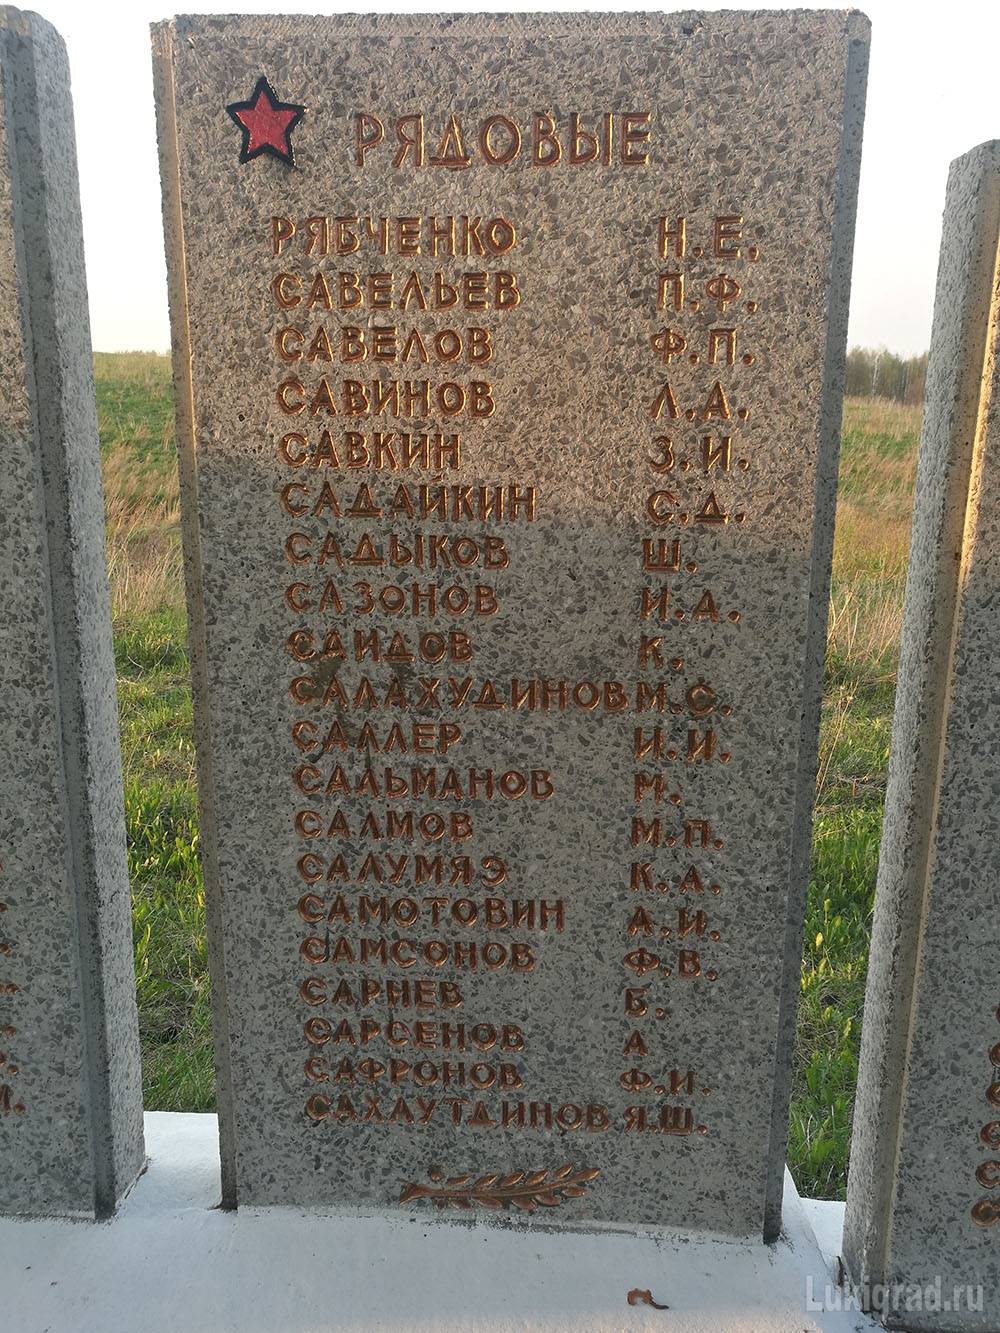 РЯДОВЫЕ
РЯБЧЕНКО Н.Е.
САВЕЛЬЕВ П.Ф.
САВЕЛОВ Ф.П.
САВИНОВ Л.А.
САВКИН З.И.
САДАЙКИН С.Д.
САДЫКОВ Ш.
САЗОНОВ И.А.
САИДОВ К.
САЛАХУДИНОВ М.С.
САЛЛЕР И.И.
САЛЬМАНОВ М.
САЛМОВ М.П.
САЛУМЯЭ К.А.
САМОТОВИН А.И.
САМСОНОВ Ф.В.
САРНЕВ Б.
САРСЕНОВ А
САФРОНОВ Ф.И.
САХАУТДИНОВ Я.Ш.
Lukigrad.ru